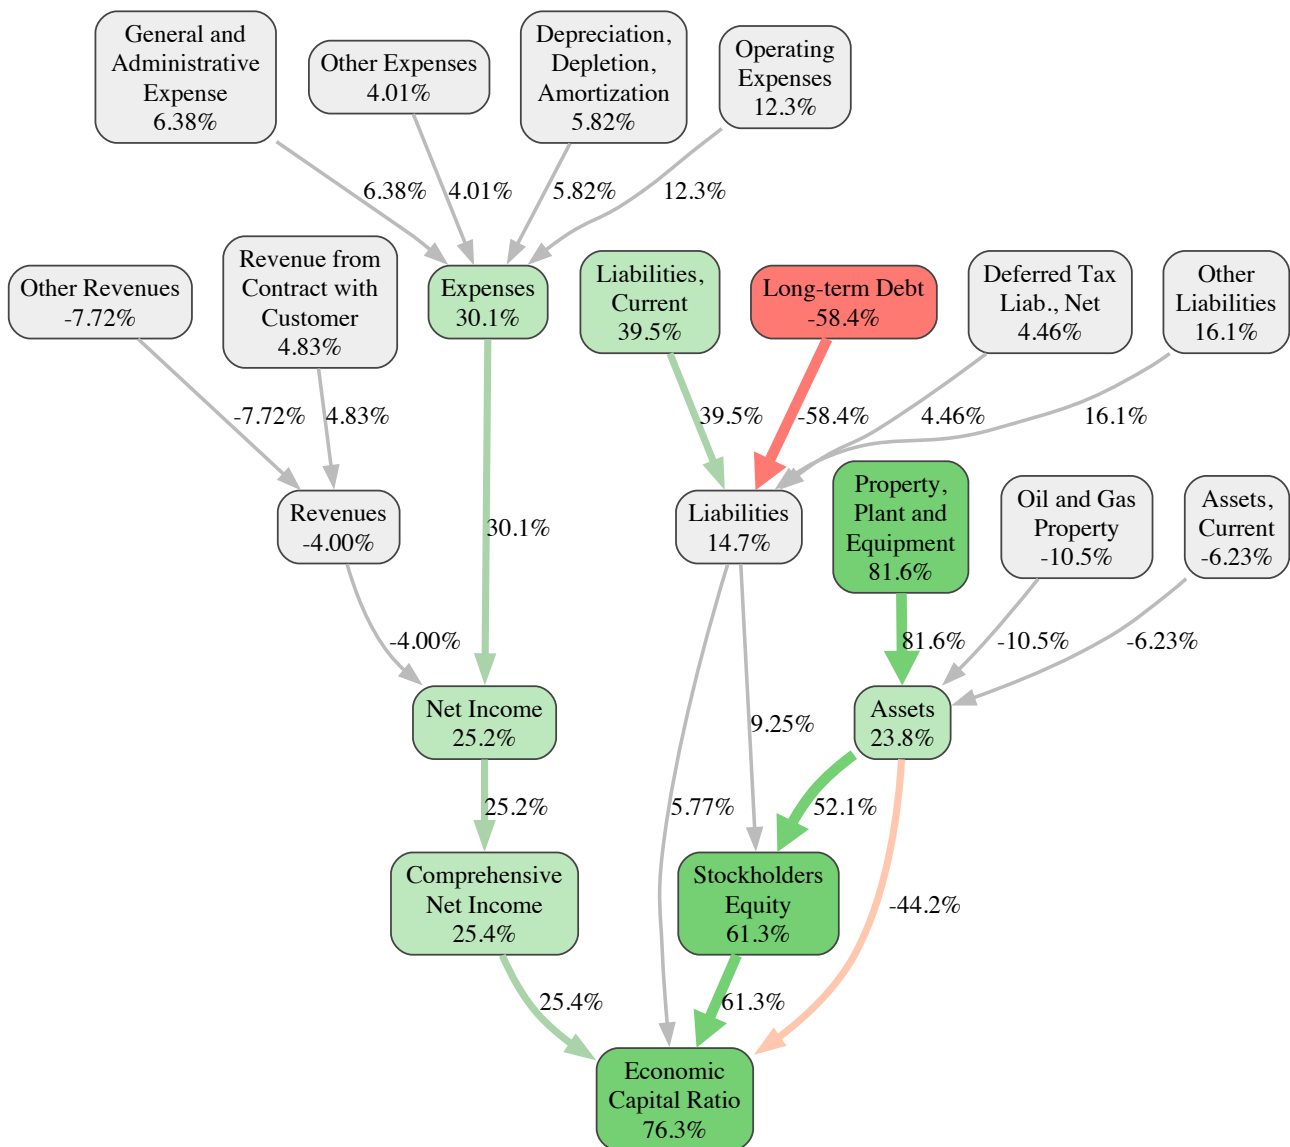 General and
Administrative
Expense
6.38%
Other Expenses
4.01%
Depreciation,
Depletion,
Amortization
5.82%
Operating
Expenses
12.3%
6.38%
4.01%
5.82%
12.3%
Other Revenues
-7.72%
Revenue from
Contract with
Customer
4.83%
Expenses
30.1%
Liabilities,
Current
39.5%
Long-term Debt
-58.4%
Deferred Tax
Liab., Net
4.46%
Other
Liabilities
16.1%
-7.72%
4.83%
39.5%
-58.4%
4.46%
16.1%
Revenues
-4.00%
30.1%
Liabilities
14.7%
Property,
Plant and
Equipment
81.6%
Oil and Gas
Property
-10.5%
Assets,
Current
-6.23%
-4.00%
81.6%
-10.5%
-6.23%
Net Income
25.2%
9.25%
Assets
23.8%
25.2%
5.77%
52.1%
Comprehensive
Net Income
25.4%
Stockholders
Equity
61.3%
-44.2%
25.4%
61.3%
Economic
Capital Ratio
76.3%